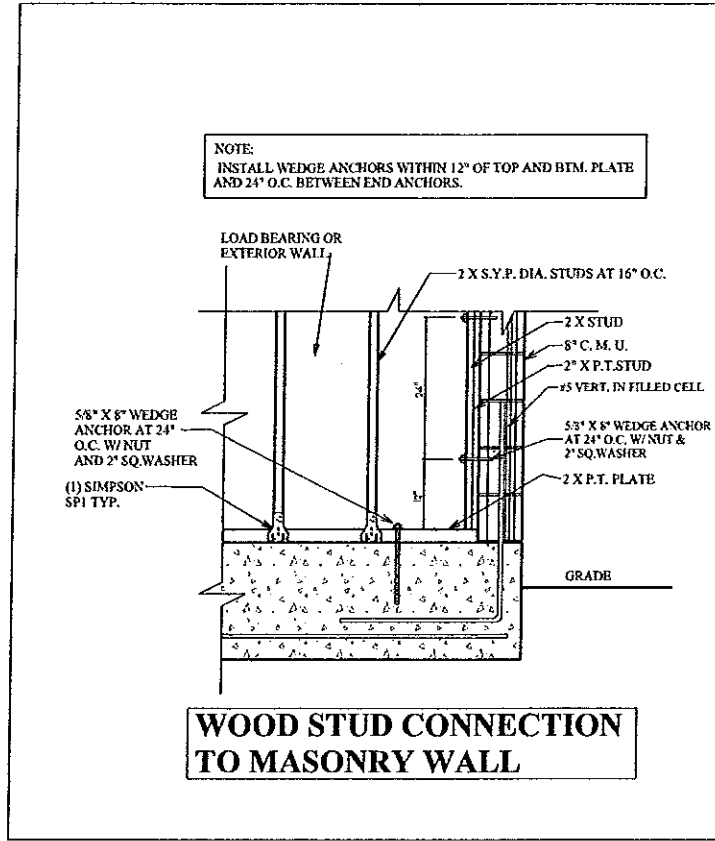 NOTE:
INSTALL WEDGE ANCHORS WITHIN 12" OF TOP AND BTM. PLATE
AND 24" O.C. BETWEEN END ANCHORS.
LOAD BEARING OR
EXTERIOR WALL
2 X S.Y.P. DIA. STUDS AT 16" O.C.
2 X STUD
8" C. M. U.
2" X P.T.STUD
#5 VERT. IN FILLED CELL
24"
5/8" X 8" WEDGE
ANCHOR AT 24"
O.C. W/ NUT
AND 2" SQ.WASHER
5/8" X 8" WEDGE ANCHOR
AT 24" O.C. W/NUT &
2" SQ.WASHER
2 X P.T. PLATE
(1) SIMPSON
SP1 TYP.
GRADE
WOOD STUD CONNECTION
TO MASONRY WALL